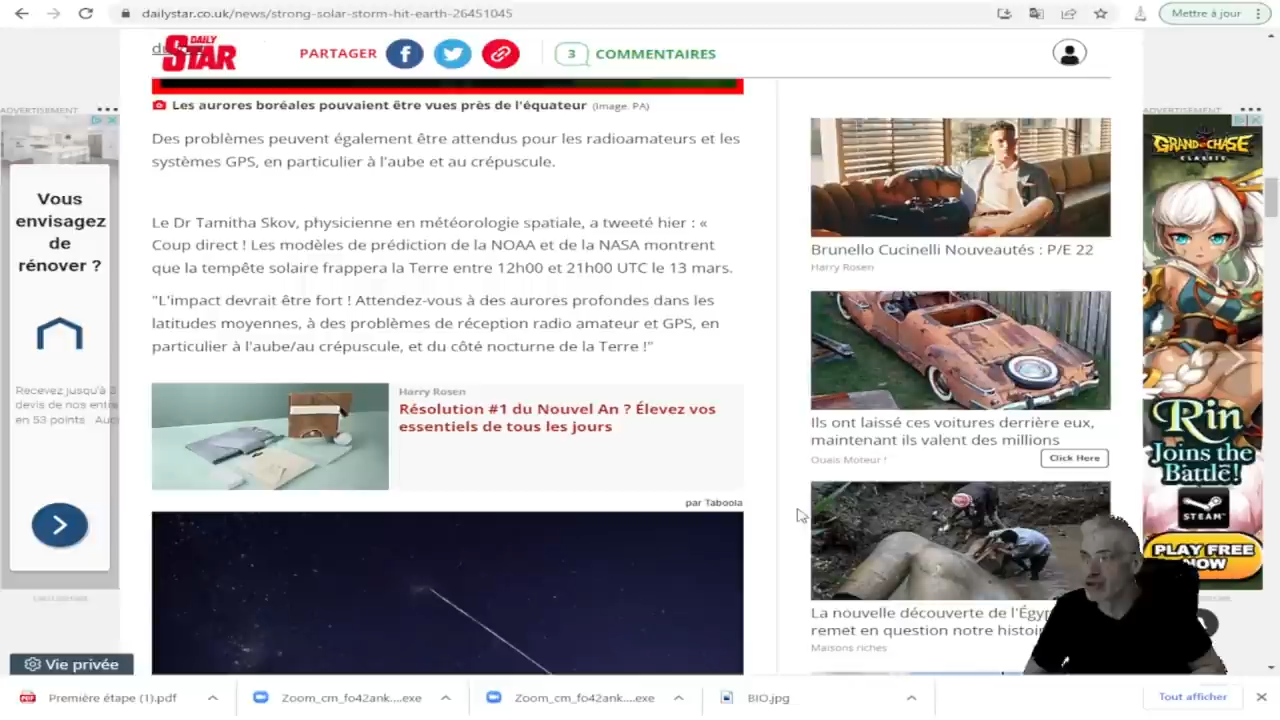 dailystar.co.uk/news/strong-solar-storm-hit-earth-26451045
Mettre à jour
DAILY
STAR
PARTAGER
3 COMMENTAIRES
ADVERTISEMENT
Les aurores boréales pouvaient être vues près de l'équateur (Image: PA)
Des problèmes peuvent également être attendus pour les radioamateurs et les
systèmes GPS, en particulier à l'aube et au crépuscule.
Le Dr Tamitha Skov, physicienne en météorologie spatiale, a tweeté hier : «
Coup direct ! Les modèles de prédiction de la NOAA et de la NASA montrent
que la tempête solaire frappera la Terre entre 12h00 et 21h00 UTC le 13 mars.
"L'impact devrait être fort ! Attendez-vous à des aurores profondes dans les
latitudes moyennes, à des problèmes de réception radio amateur et GPS, en
particulier à l'aube/au crépuscule, et du côté nocturne de la Terre !"
Harry Rosen
Résolution #1 du Nouvel An ? Élevez vos
essentiels de tous les jours
par Taboola
Vous
envisagez
de
rénover ?
Recevez jusqu'à 3
devis de nos entr
en 53 points Auc
Vie privée
Brunello Cucinelli Nouveautés : P/E 22
Harry Rosen
Ils ont laissé ces voitures derrière eux,
maintenant ils valent des millions
Ouais Moteur !
Click Here
La nouvelle découverte de l'Égyp
remet en question notre histoi
Maisons riches
ADVERTISEMENT
GRAND CHASE
CLASSIC
Rin
Joins the
Battle!
STEAM
PLAY FREE
NOW
Première étape (1).pdf
Zoom_cm_fo42ank....exe
Zoom_cm_fo42ank....exe
BIO.jpg
Tout afficher